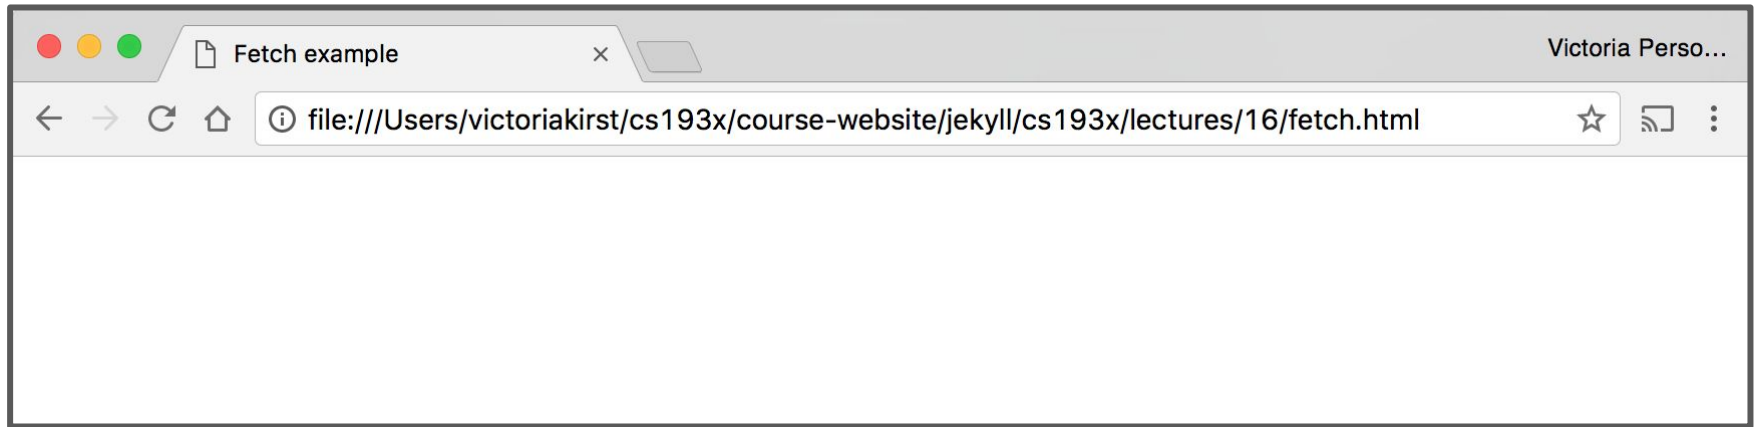 Fetch example
Victoria Perso...
file:///Users/victoriakirst/cs193x/course-website/jekyll/cs193x/lectures/16/fetch.html